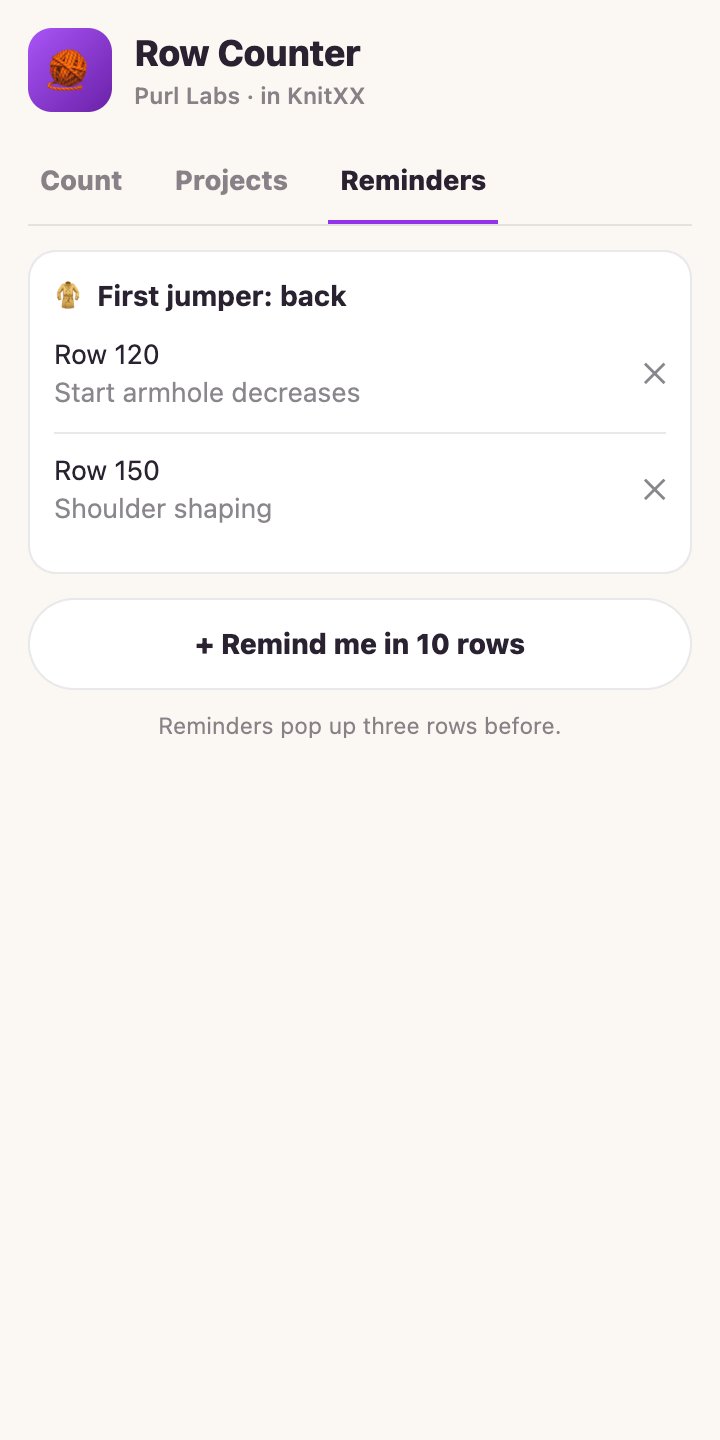 Row Counter
Purl Labs · in KnitXX
Count Projects Reminders
First jumper: back
Row 120
Start armhole decreases
Row 150
Shoulder shaping
+ Remind me in 10 rows
Reminders pop up three rows before.